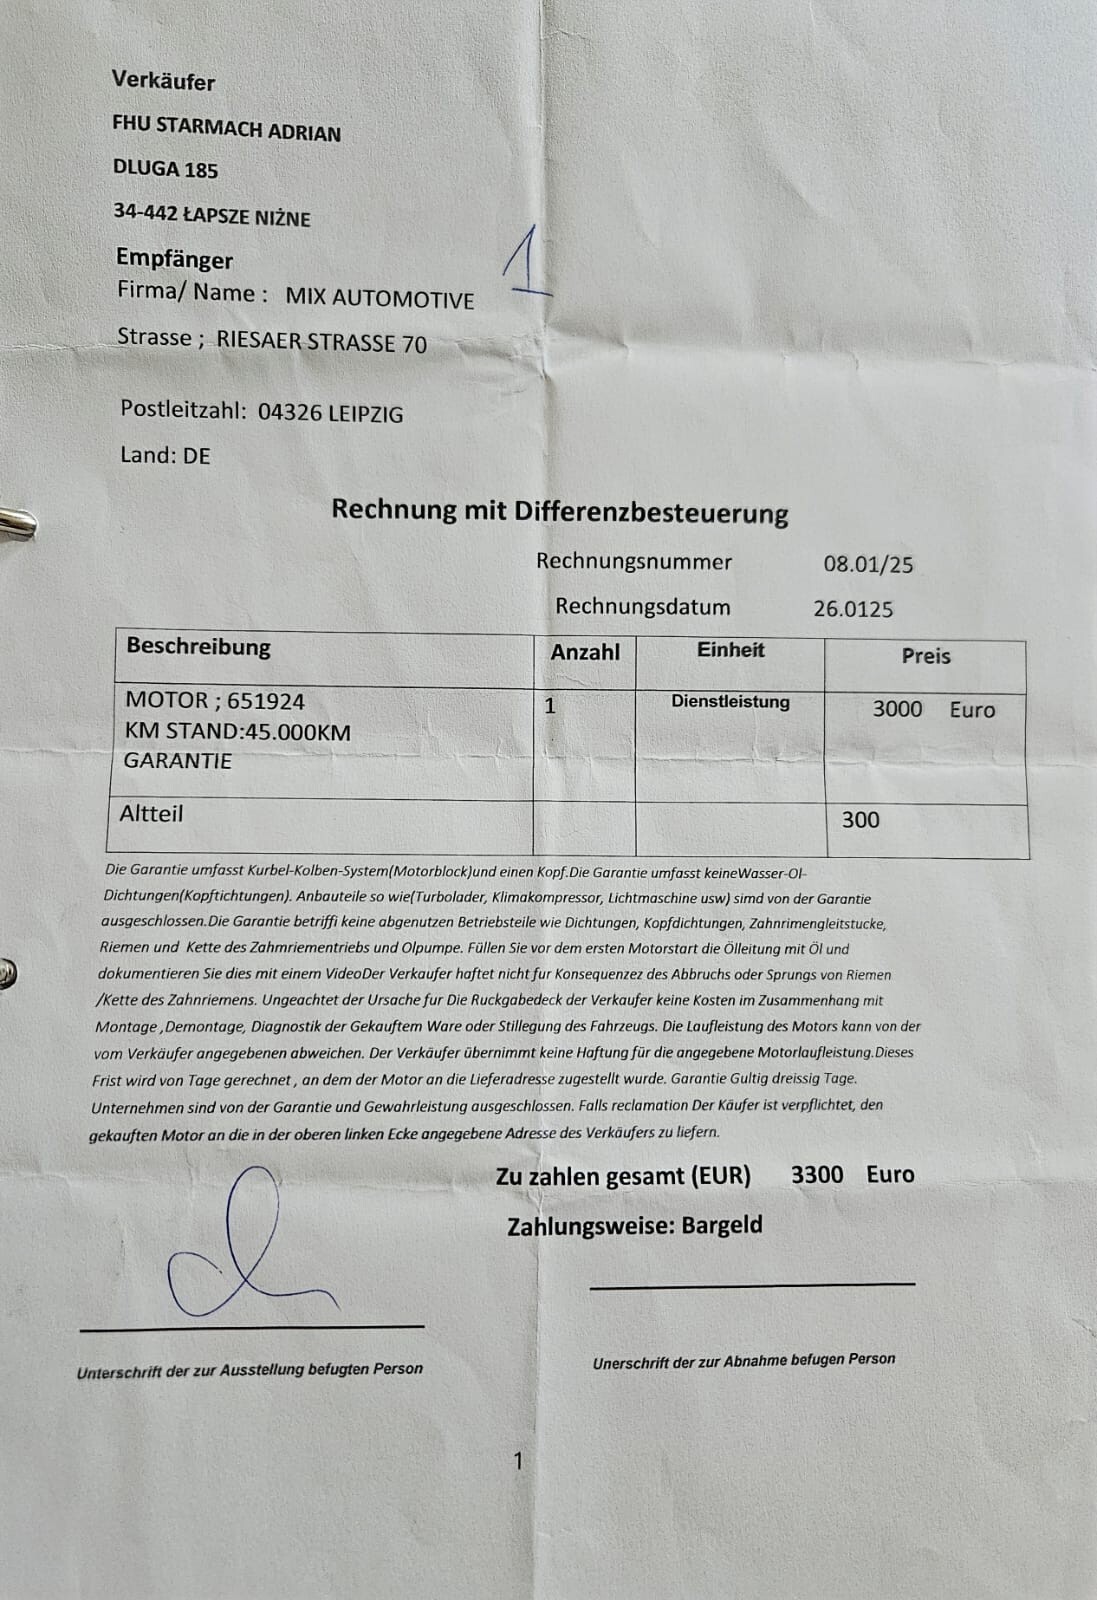 Verkäufer
FHU STARMACH ADRIAN
DLUGA 185
34-442 ŁAPSZE NIŻNE
Empfänger
Firma/ Name : MIX AUTOMOTIVE
1
Strasse ; RIESAER STRASSE 70
Postleitzahl: 04326 LEIPZIG
Land: DE
Rechnung mit Differenzbesteuerung
Rechnungsnummer 08.01/25
Rechnungsdatum 26.0125
Beschreibung Anzahl Einheit Preis
MOTOR ; 651924 1 Dienstleistung 3000 Euro
KM STAND:45.000KM
GARANTIE
Altteil 300
Die Garantie umfasst Kurbel-Kolben-System(Motorblock)und einen Kopf.Die Garantie umfasst keineWasser-Ol-
Dichtungen(Kopftichtungen). Anbauteile so wie(Turbolader, Klimakompressor, Lichtmaschine usw) simd von der Garantie
ausgeschlossen.Die Garantie betriffi keine abgenutzen Betriebsteile wie Dichtungen, Kopfdichtungen, Zahnrimengleitstucke,
Riemen und Kette des Zahmriementriebs und Olpumpe. Füllen Sie vor dem ersten Motorstart die Ölleitung mit Öl und
dokumentieren Sie dies mit einem VideoDer Verkaufer haftet nicht fur Konsequenzez des Abbruchs oder Sprungs von Riemen
/Kette des Zahnriemens. Ungeachtet der Ursache fur Die Ruckgabedeck der Verkaufer keine Kosten im Zusammenhang mit
Montage ,Demontage, Diagnostik der Gekauftem Ware oder Stillegung des Fahrzeugs. Die Laufleistung des Motors kann von der
vom Verkäufer angegebenen abweichen. Der Verkäufer übernimmt keine Haftung für die angegebene Motorlaufleistung.Dieses
Frist wird von Tage gerechnet , an dem der Motor an die Lieferadresse zugestellt wurde. Garantie Gultig dreissig Tage.
Unternehmen sind von der Garantie und Gewahrleistung ausgeschlossen. Falls reclamation Der Käufer ist verpflichtet, den
gekauften Motor an die in der oberen linken Ecke angegebene Adresse des Verkäufers zu liefern.
Zu zahlen gesamt (EUR) 3300 Euro
Zahlungsweise: Bargeld
Unterschrift der zur Ausstellung befugten Person
Unerschrift der zur Abnahme befugen Person
1